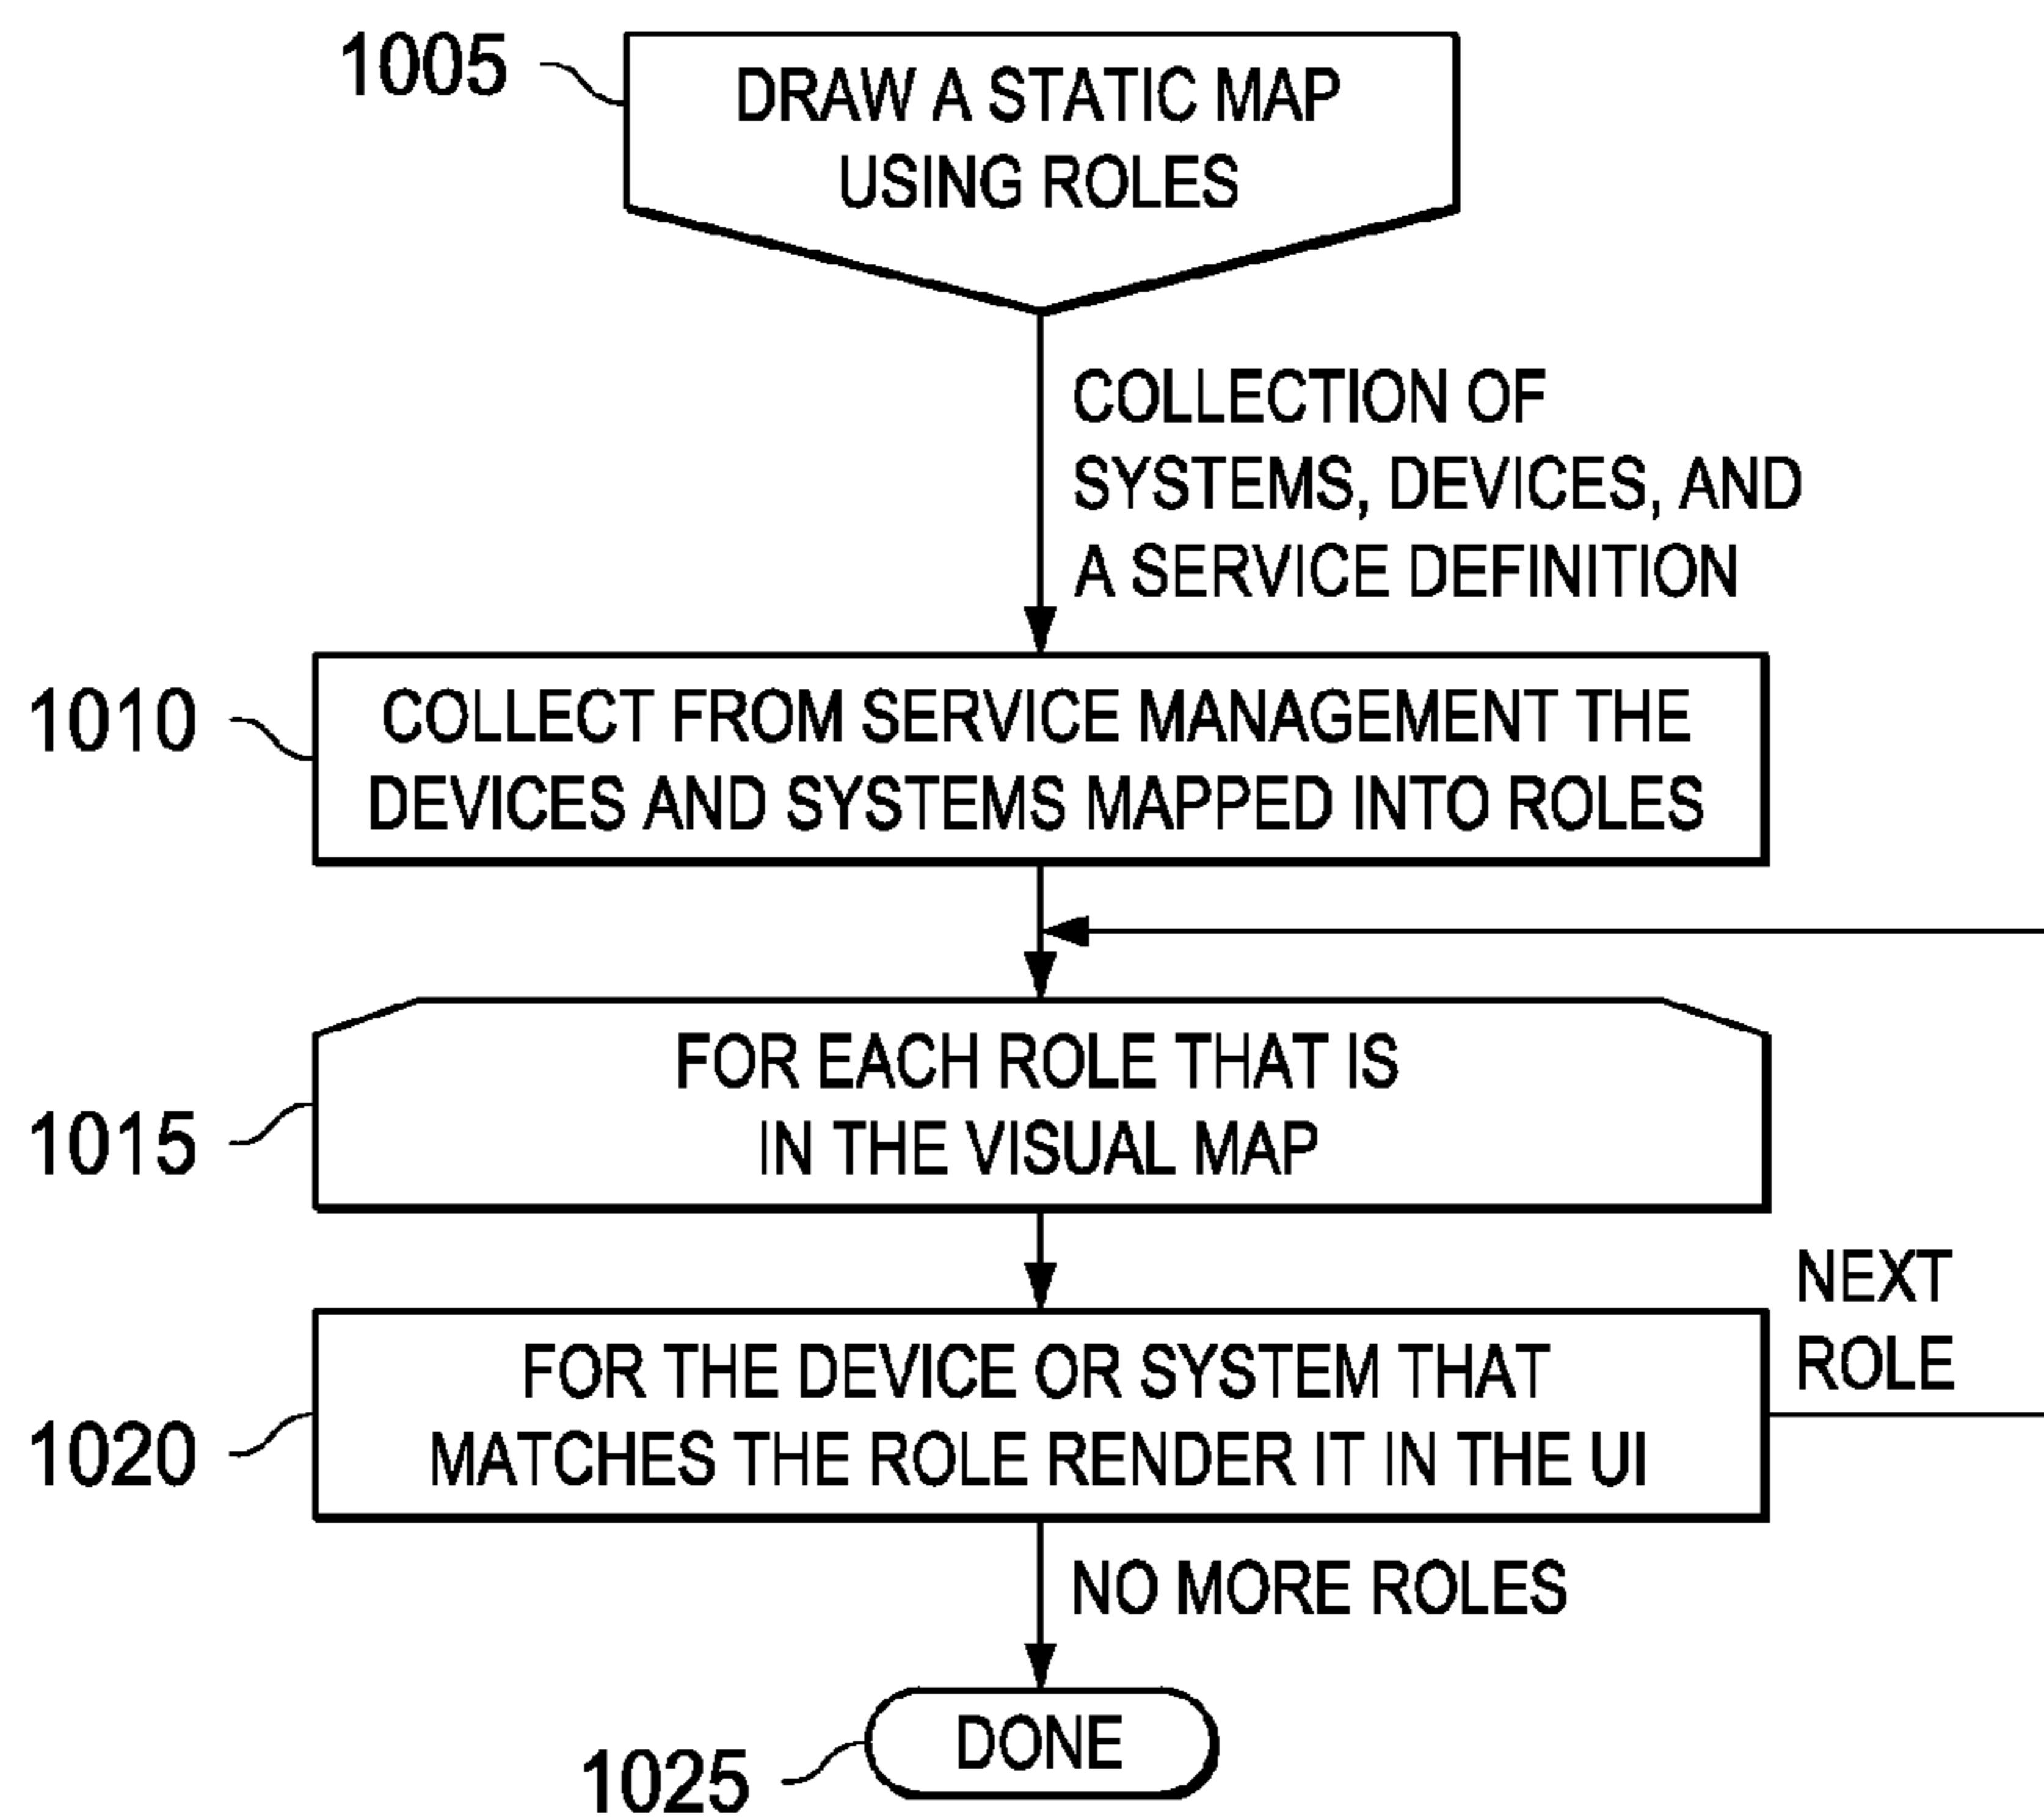 1005
DRAW A STATIC MAP
USING ROLES
COLLECTION OF
SYSTEMS, DEVICES, AND
A SERVICE DEFINITION
1010
COLLECT FROM SERVICE MANAGEMENT THE
DEVICES AND SYSTEMS MAPPED INTO ROLES
1015
FOR EACH ROLE THAT IS
IN THE VISUAL MAP
1020
FOR THE DEVICE OR SYSTEM THAT
MATCHES THE ROLE RENDER IT IN THE UI
NEXT
ROLE
NO MORE ROLES
1025
DONE